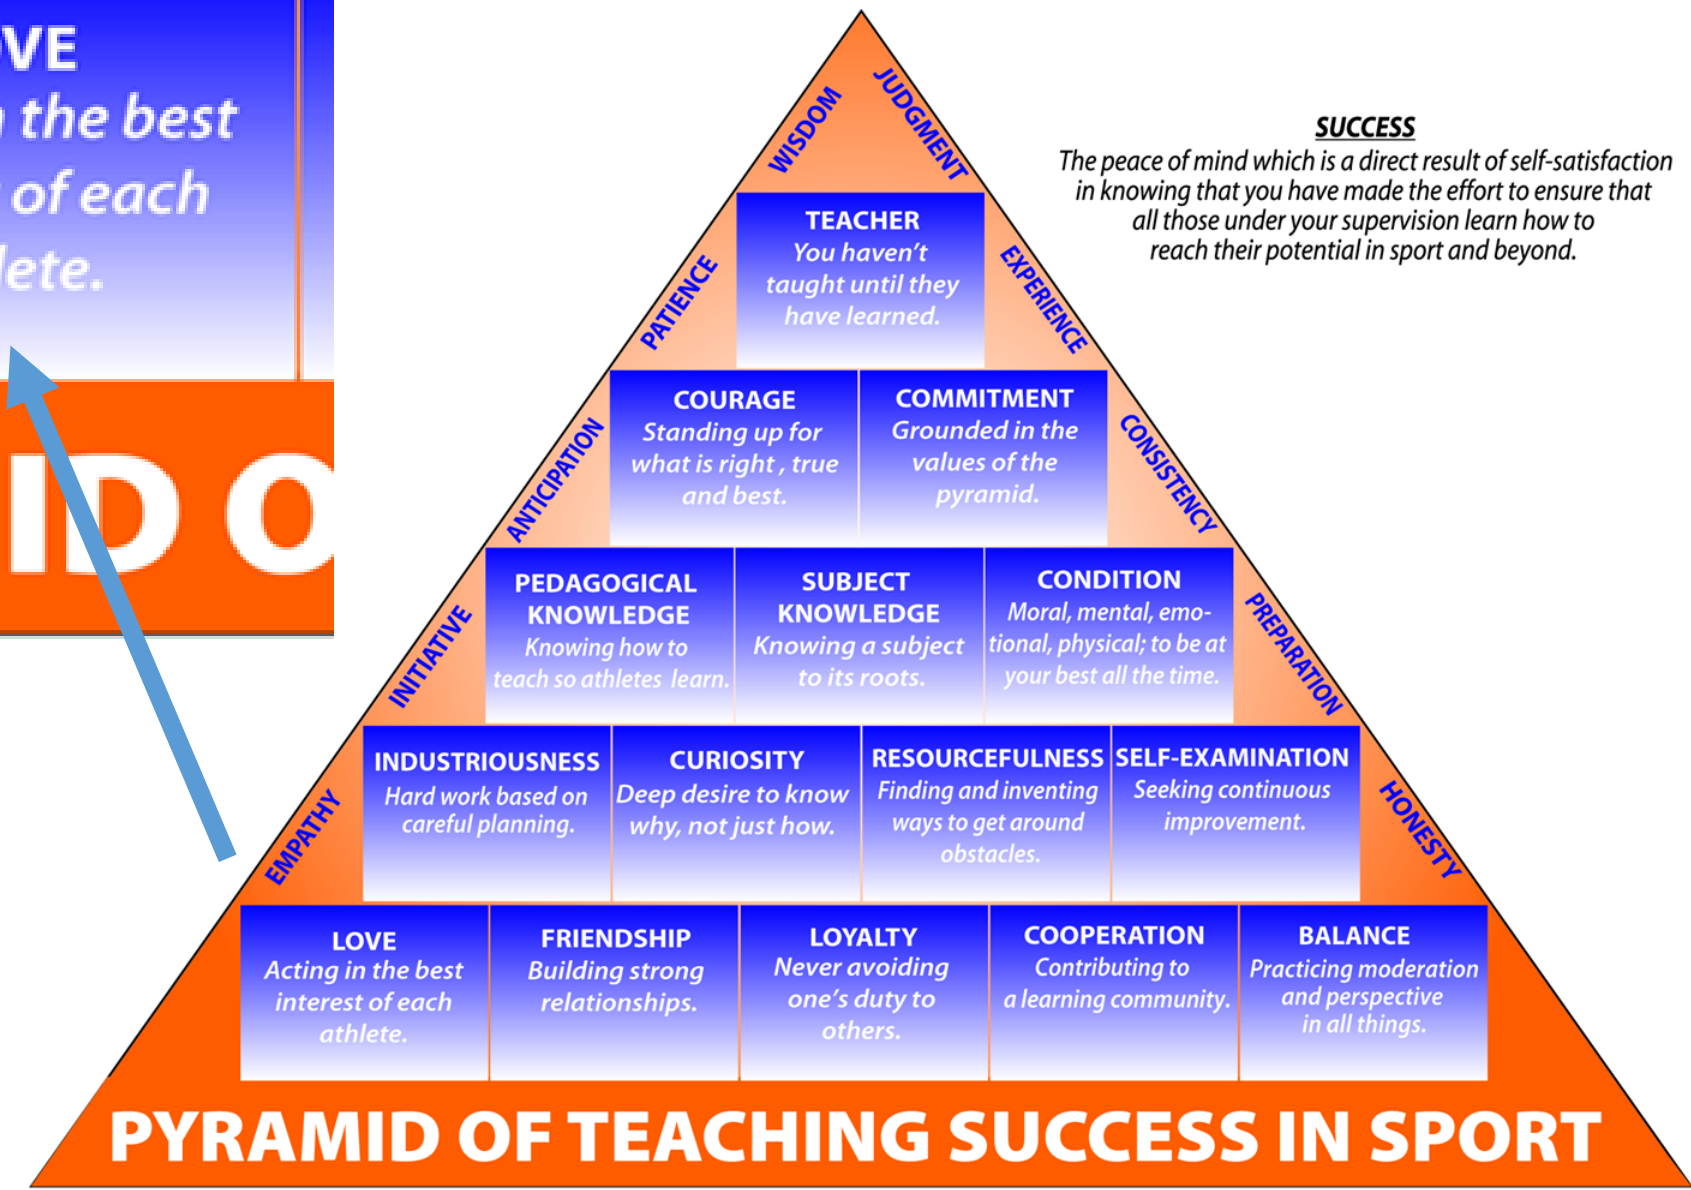 VE
the best
of each
lete.
ID O
WISDOM
JUDGMENT
SUCCESS
The peace of mind which is a direct result of self-satisfaction
in knowing that you have made the effort to ensure that
all those under your supervision learn how to
reach their potential in sport and beyond.
TEACHER
You haven't
taught until they
have learned.
PATIENCE
EXPERIENCE
COURAGE
Standing up for
what is right , true
and best.
COMMITMENT
Grounded in the
values of the
pyramid.
ANTICIPATION
CONSISTENCY
PEDAGOGICAL
KNOWLEDGE
Knowing how to
teach so athletes learn.
SUBJECT
KNOWLEDGE
Knowing a subject
to its roots.
CONDITION
Moral, mental, emo-
tional, physical; to be at
your best all the time.
INITIATIVE
PREPARATION
INDUSTRIOUSNESS
Hard work based on
careful planning.
CURIOSITY
Deep desire to know
why, not just how.
RESOURCEFULNESS
Finding and inventing
ways to get around
obstacles.
SELF-EXAMINATION
Seeking continuous
improvement.
EMPATHY
HONESTY
LOVE
Acting in the best
interest of each
athlete.
FRIENDSHIP
Building strong
relationships.
LOYALTY
Never avoiding
one's duty to
others.
COOPERATION
Contributing to
a learning community.
BALANCE
Practicing moderation
and perspective
in all things.
PYRAMID OF TEACHING SUCCESS IN SPORT